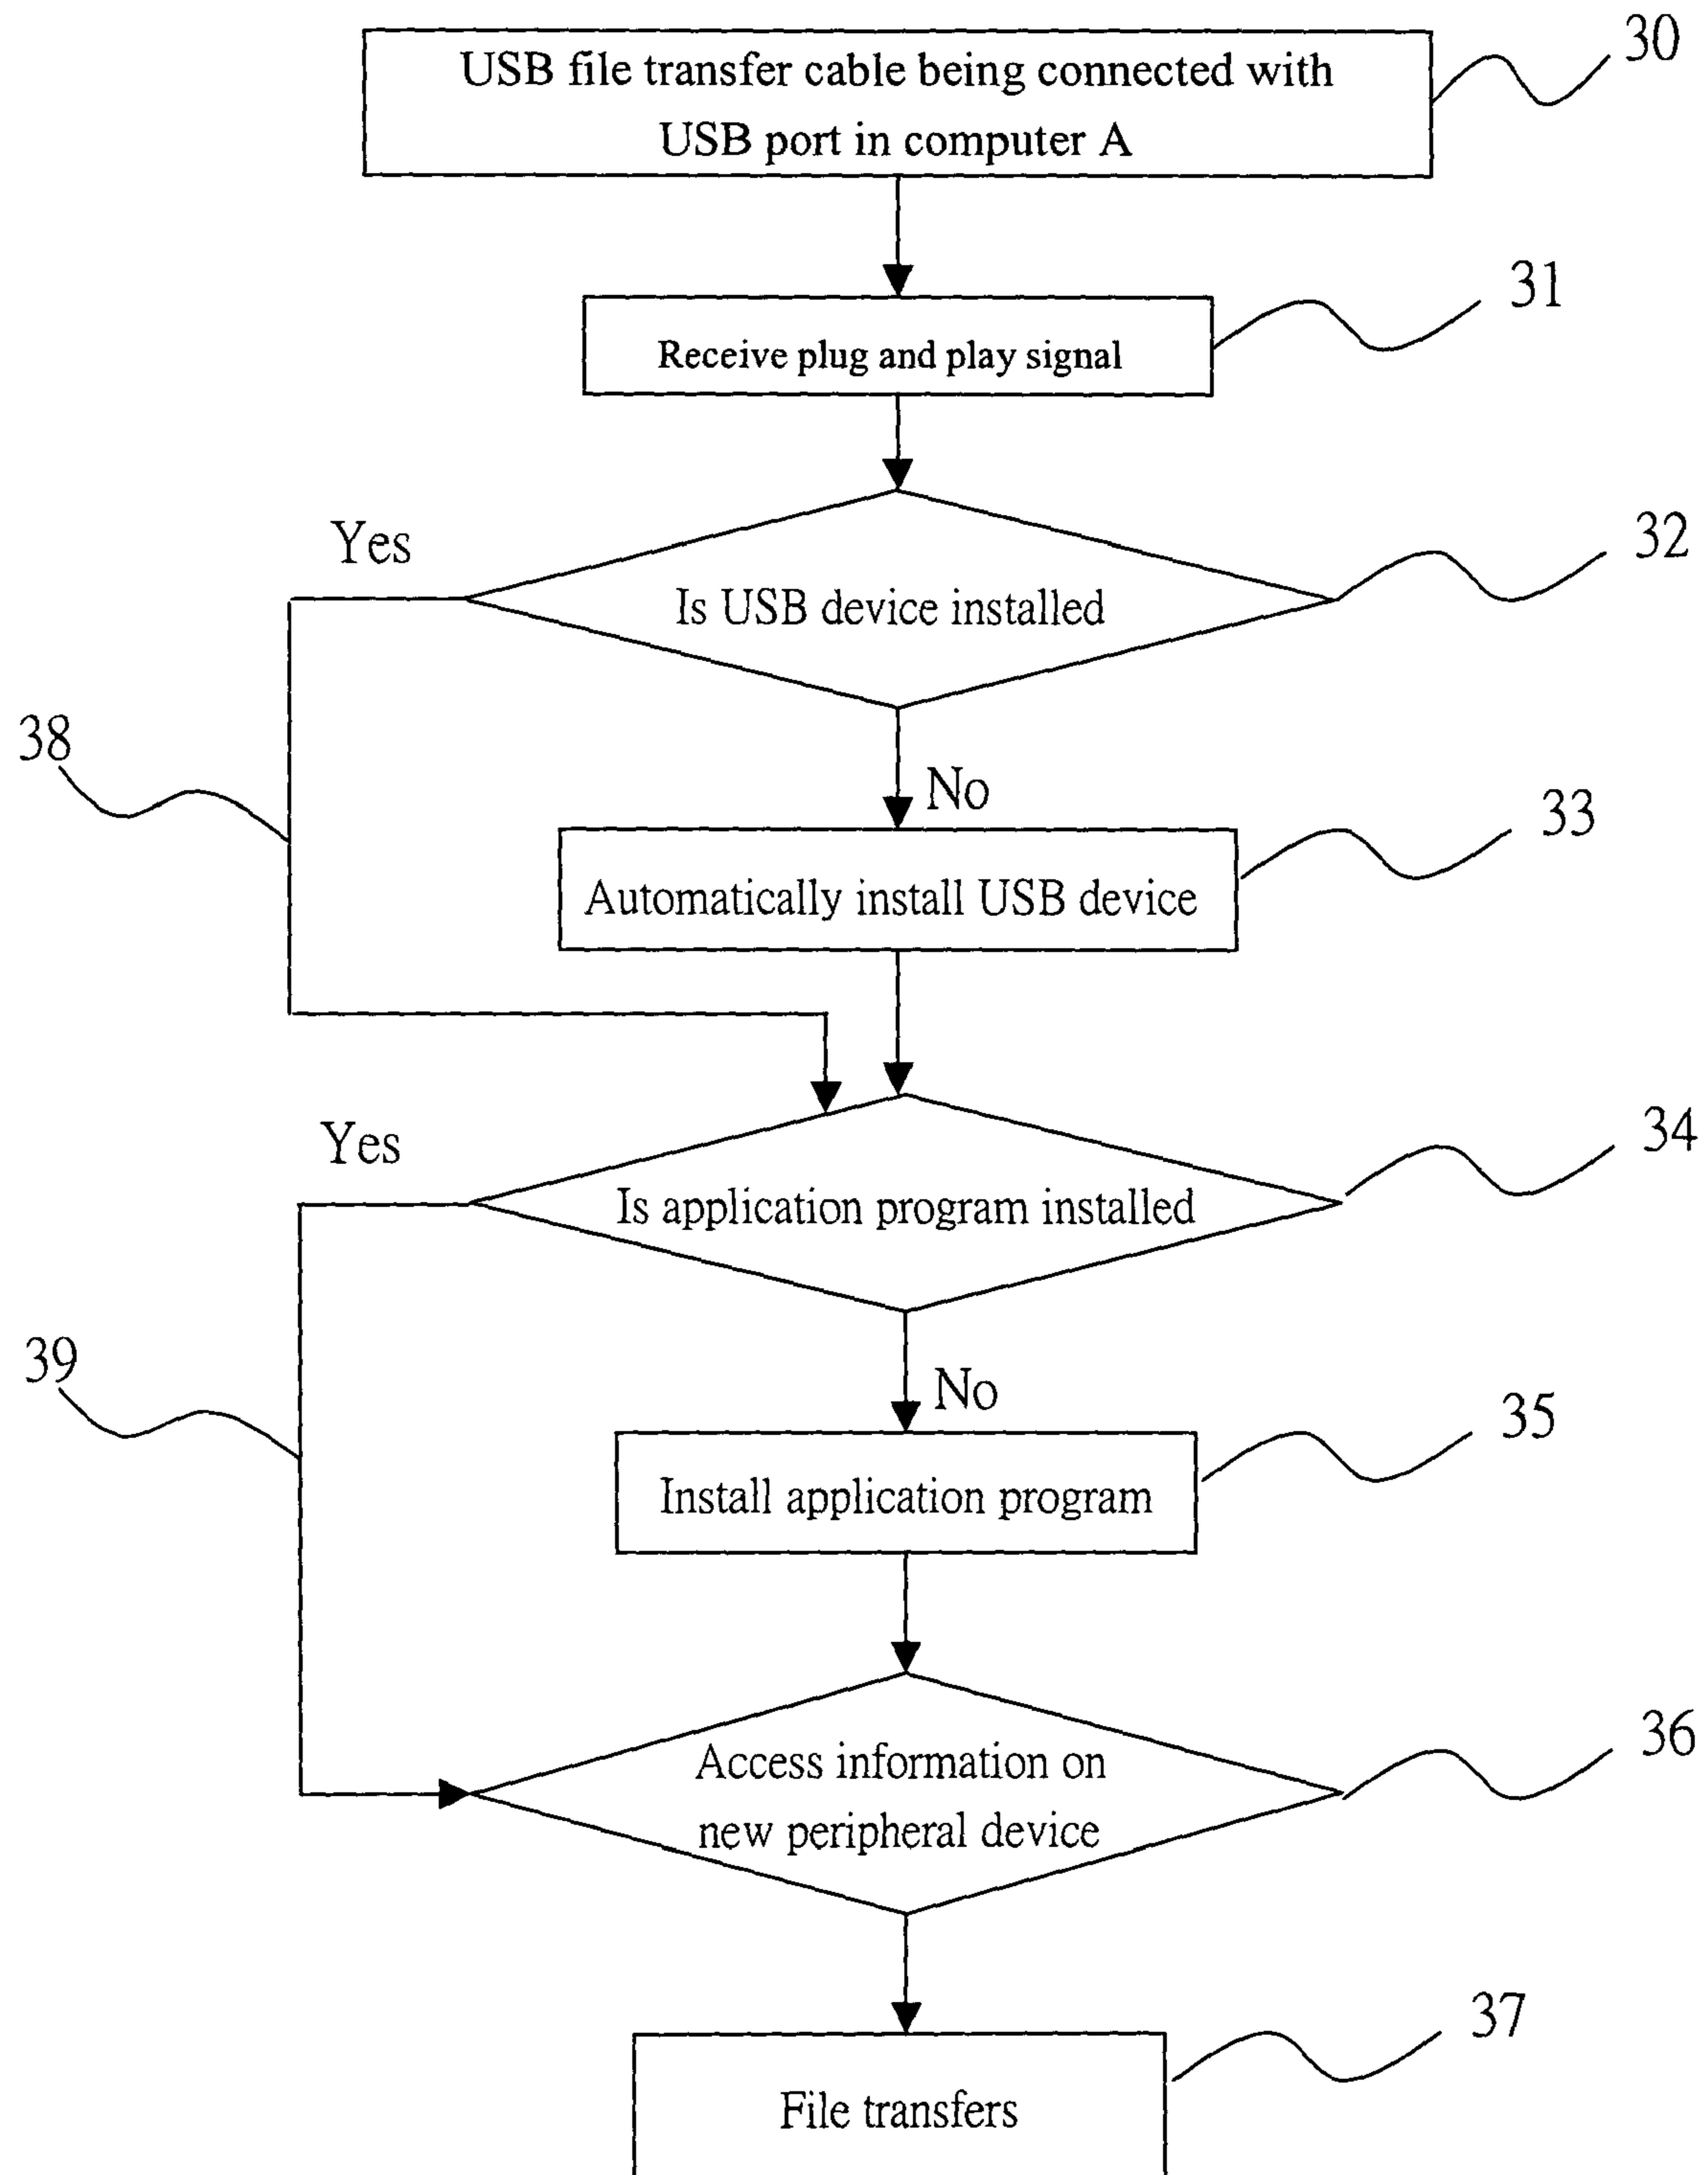 USB file transfer cable being connected with
USB port in computer A
30
Receive plug and play signal
31
Yes
Is USB device installed
32
38
No
Automatically install USB device
33
Yes
Is application program installed
34
39
No
Install application program
35
Access information on
new peripheral device
36
File transfers
37